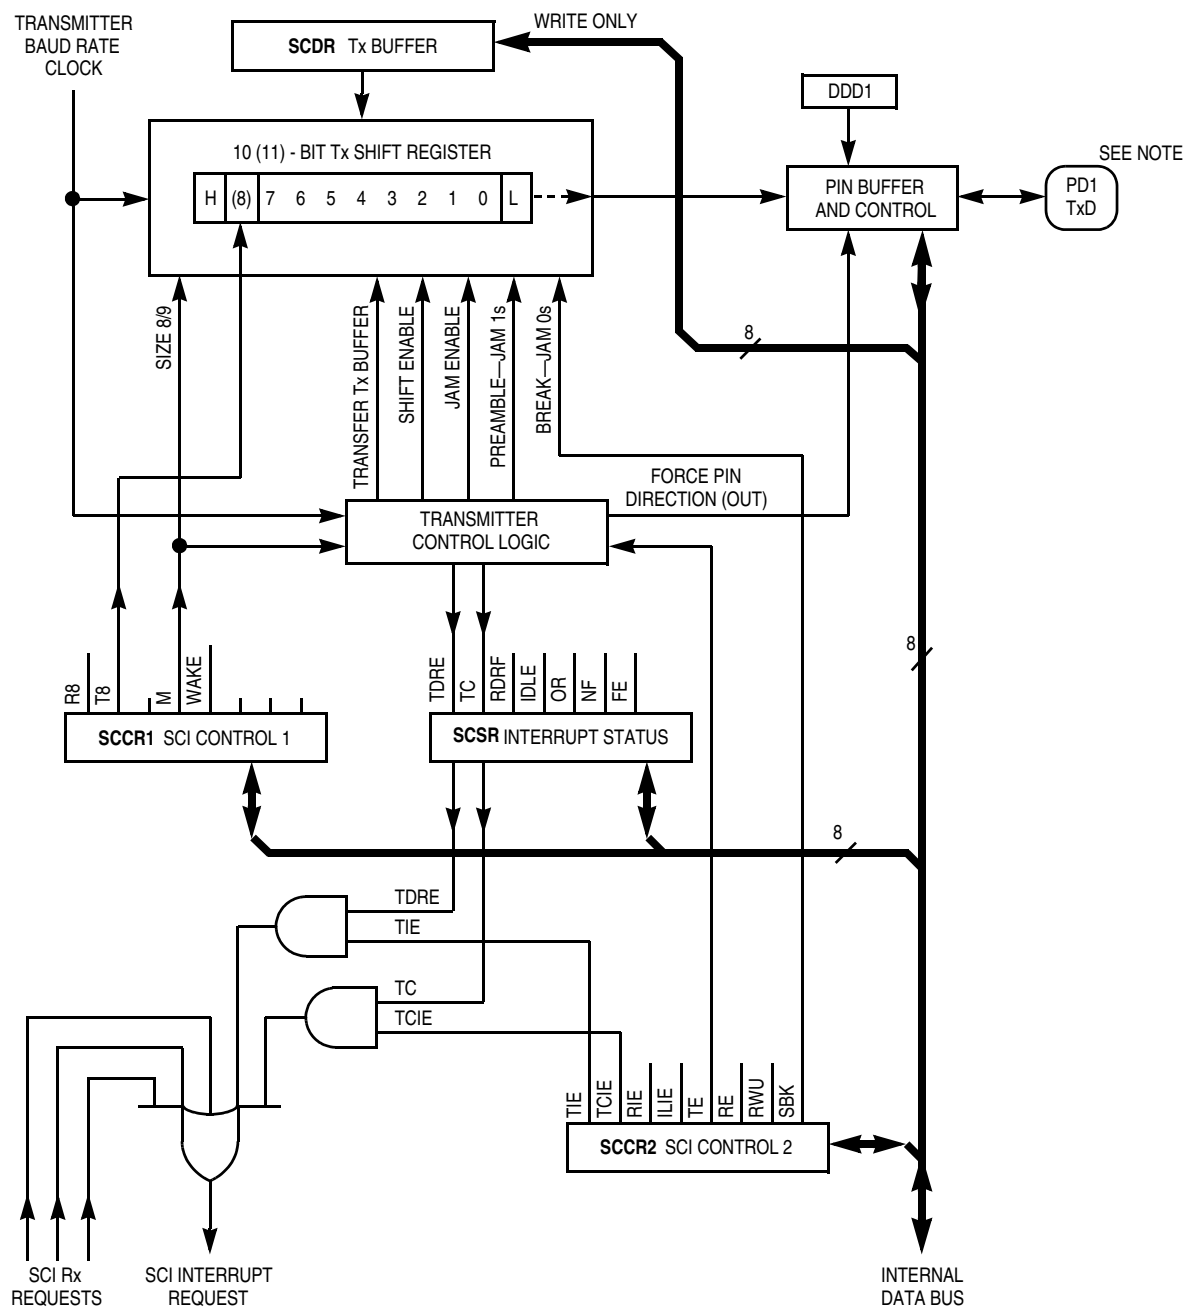 TRANSMITTER
BAUD RATE
CLOCK
SCDR Tx BUFFER
WRITE ONLY
DDD1
10 (11) - BIT Tx SHIFT REGISTER
H (8) 7 6 5 4 3 2 1 0 L
PIN BUFFER
AND CONTROL
SEE NOTE
PD1
TxD
SIZE 8/9
TRANSFER Tx BUFFER
SHIFT ENABLE
JAM ENABLE
PREAMBLE—JAM 1s
BREAK—JAM 0s
8
FORCE PIN
DIRECTION (OUT)
TRANSMITTER
CONTROL LOGIC
8
R8
T8
M
WAKE
TDRE
TC
RDRF
IDLE
OR
NF
FE
SCCR1 SCI CONTROL 1
SCSR INTERRUPT STATUS
8
TDRE
TIE
TC
TCIE
TIE
TCIE
RIE
ILIE
TE
RE
RWU
SBK
SCCR2 SCI CONTROL 2
SCI Rx
REQUESTS
SCI INTERRUPT
REQUEST
INTERNAL
DATA BUS